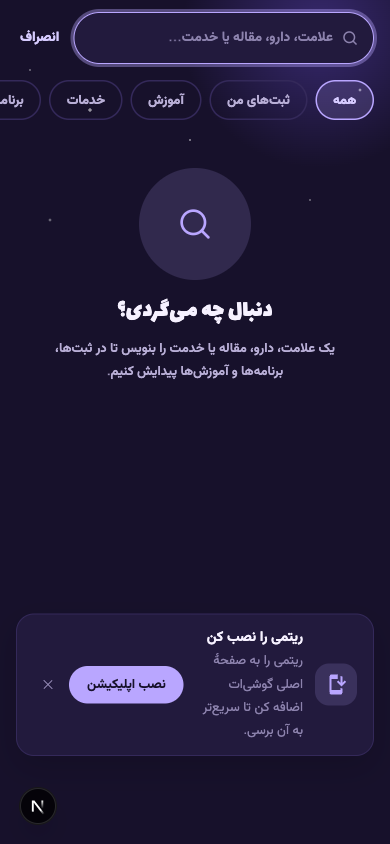 علامت، دارو، مقاله یا خدمت...
انصراف
همه
ثبت‌های من
آموزش
خدمات
دنبال چه می‌گردی؟
یک علامت، دارو، مقاله یا خدمت را بنویس تا در ثبت‌ها،
برنامه‌ها و آموزش‌ها پیدایش کنیم.
ریتمی را نصب کن
ریتمی را به صفحهٔ
اصلی گوشی‌ات
اضافه کن تا سریع‌تر
به آن برسی.
نصب اپلیکیشن
N